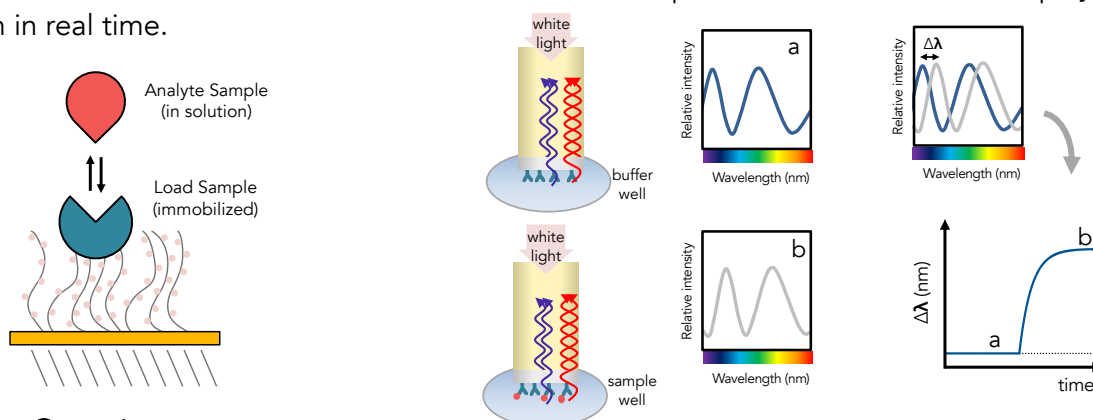 n in real time.
Analyte Sample
(in solution)
Load Sample
(immobilized)
white
light
buffer
well
white
light
sample
well
a
Relative intensity
Wavelength (nm)
b
Relative intensity
Wavelength (nm)
Δλ
Relative intensity
Wavelength (nm)
Δλ (nm)
a
b
time